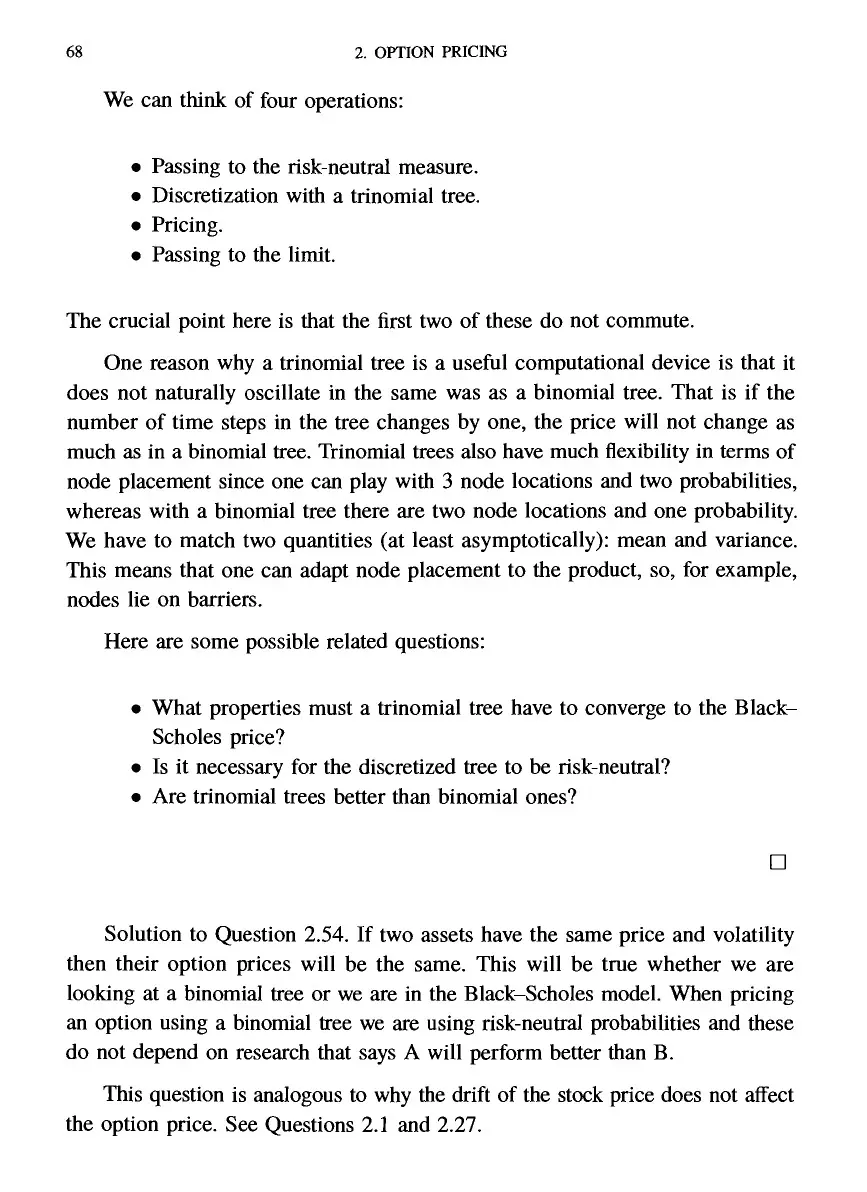 68 2. OPTION PRICING
We can think of four operations:
• Passing to the risk-neutral measure.
• Discretization with a trinomial tree.
• Pricing.
• Passing to the limit.
The crucial point here is that the first two of these do not commute.
One reason why a trinomial tree is a useful computational device is that it
does not naturally oscillate in the same was as a binomial tree. That is if the
number of time steps in the tree changes by one, the price will not change as
much as in a binomial tree. Trinomial trees also have much flexibility in terms of
node placement since one can play with 3 node locations and two probabilities,
whereas with a binomial tree there are two node locations and one probability.
We have to match two quantities (at least asymptotically): mean and variance.
This means that one can adapt node placement to the product, so, for example,
nodes lie on barriers.
Here are some possible related questions:
• What properties must a trinomial tree have to converge to the Black–
Scholes price?
• Is it necessary for the discretized tree to be risk-neutral?
• Are trinomial trees better than binomial ones?
□
Solution to Question 2.54. If two assets have the same price and volatility
then their option prices will be the same. This will be true whether we are
looking at a binomial tree or we are in the Black–Scholes model. When pricing
an option using a binomial tree we are using risk-neutral probabilities and these
do not depend on research that says A will perform better than B.
This question is analogous to why the drift of the stock price does not affect
the option price. See Questions 2.1 and 2.27.